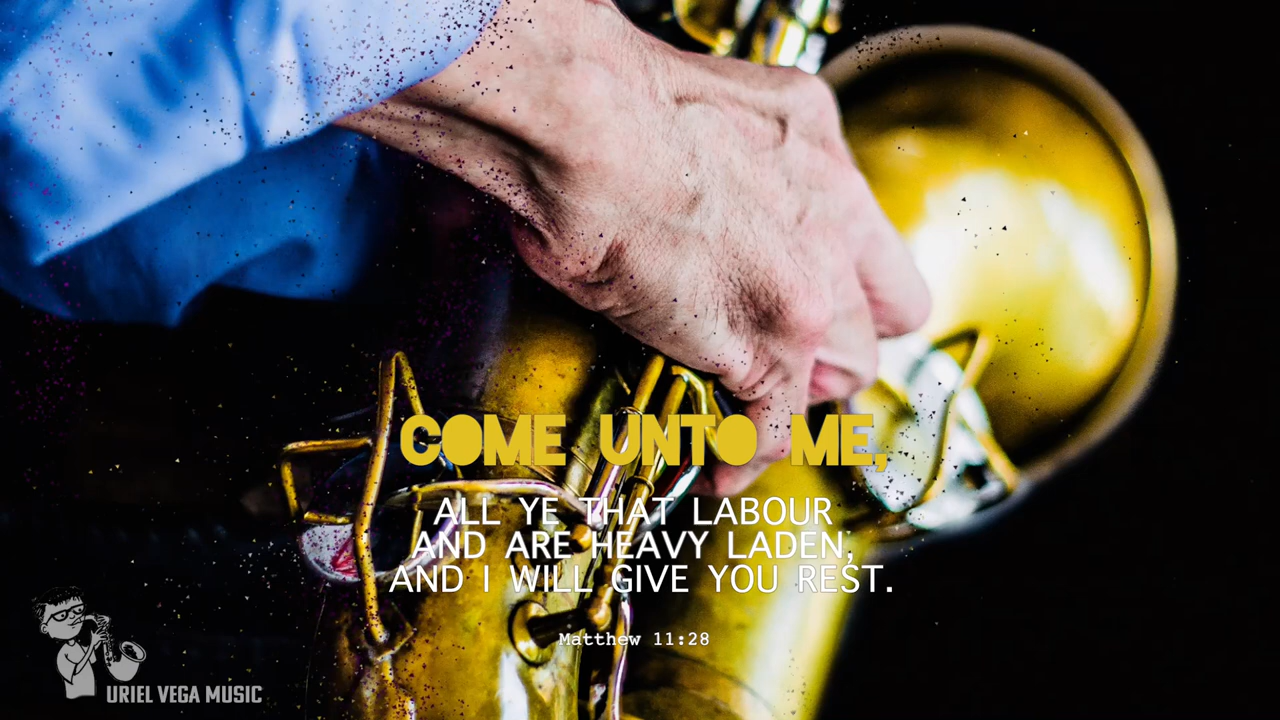 COME UNTO ME,
ALL YE THAT LABOUR
AND ARE HEAVY LADEN,
AND I WILL GIVE YOU REST.
Matthew 11:28
URIEL VEGA MUSIC